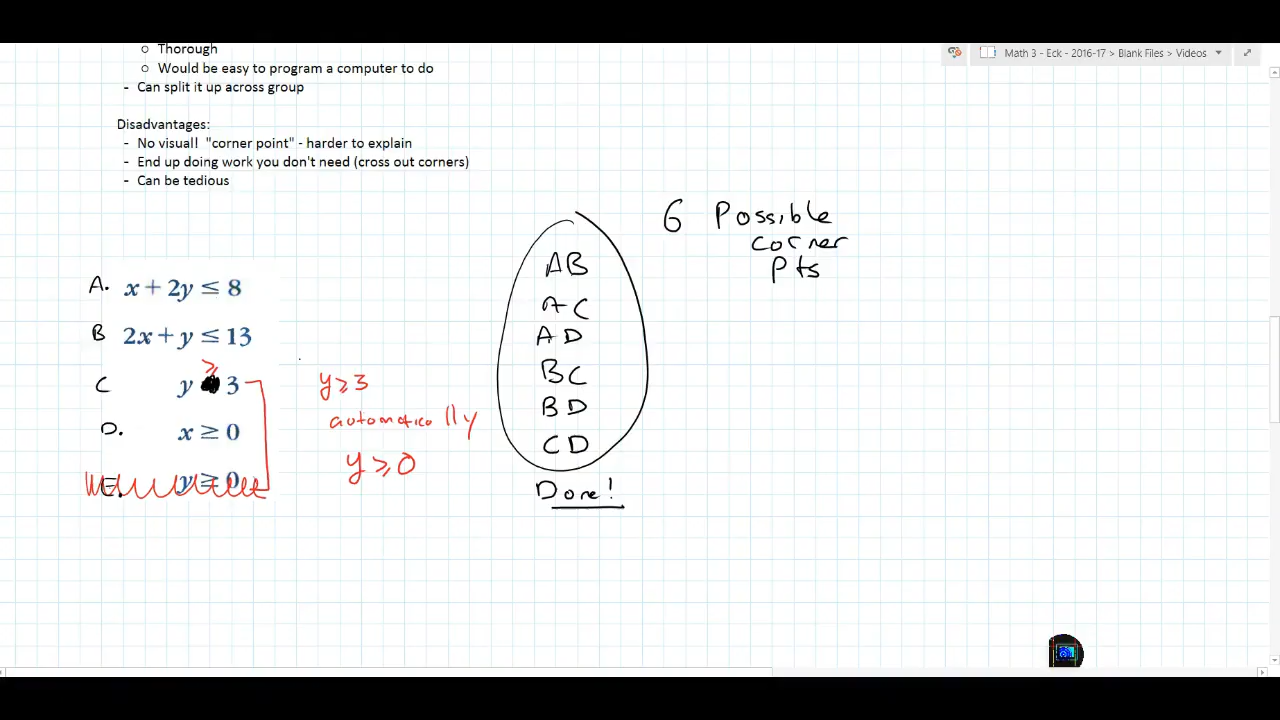 Math 3 - Eck - 2016-17 > Blank Files > Videos
○ Thorough
○ Would be easy to program a computer to do
- Can split it up across group
Disadvantages:
- No visuall "corner point" - harder to explain
- End up doing work you don't need (cross out corners)
- Can be tedious
6 Possible
corner
pts
A. x + 2y ≤ 8
B 2x + y ≤ 13
≥
C y 3
D. x ≥ 0
E. y ≥ 0
y ≥ 3
automatically
y ≥ 0
AB
AC
AD
BC
BD
CD
Done!